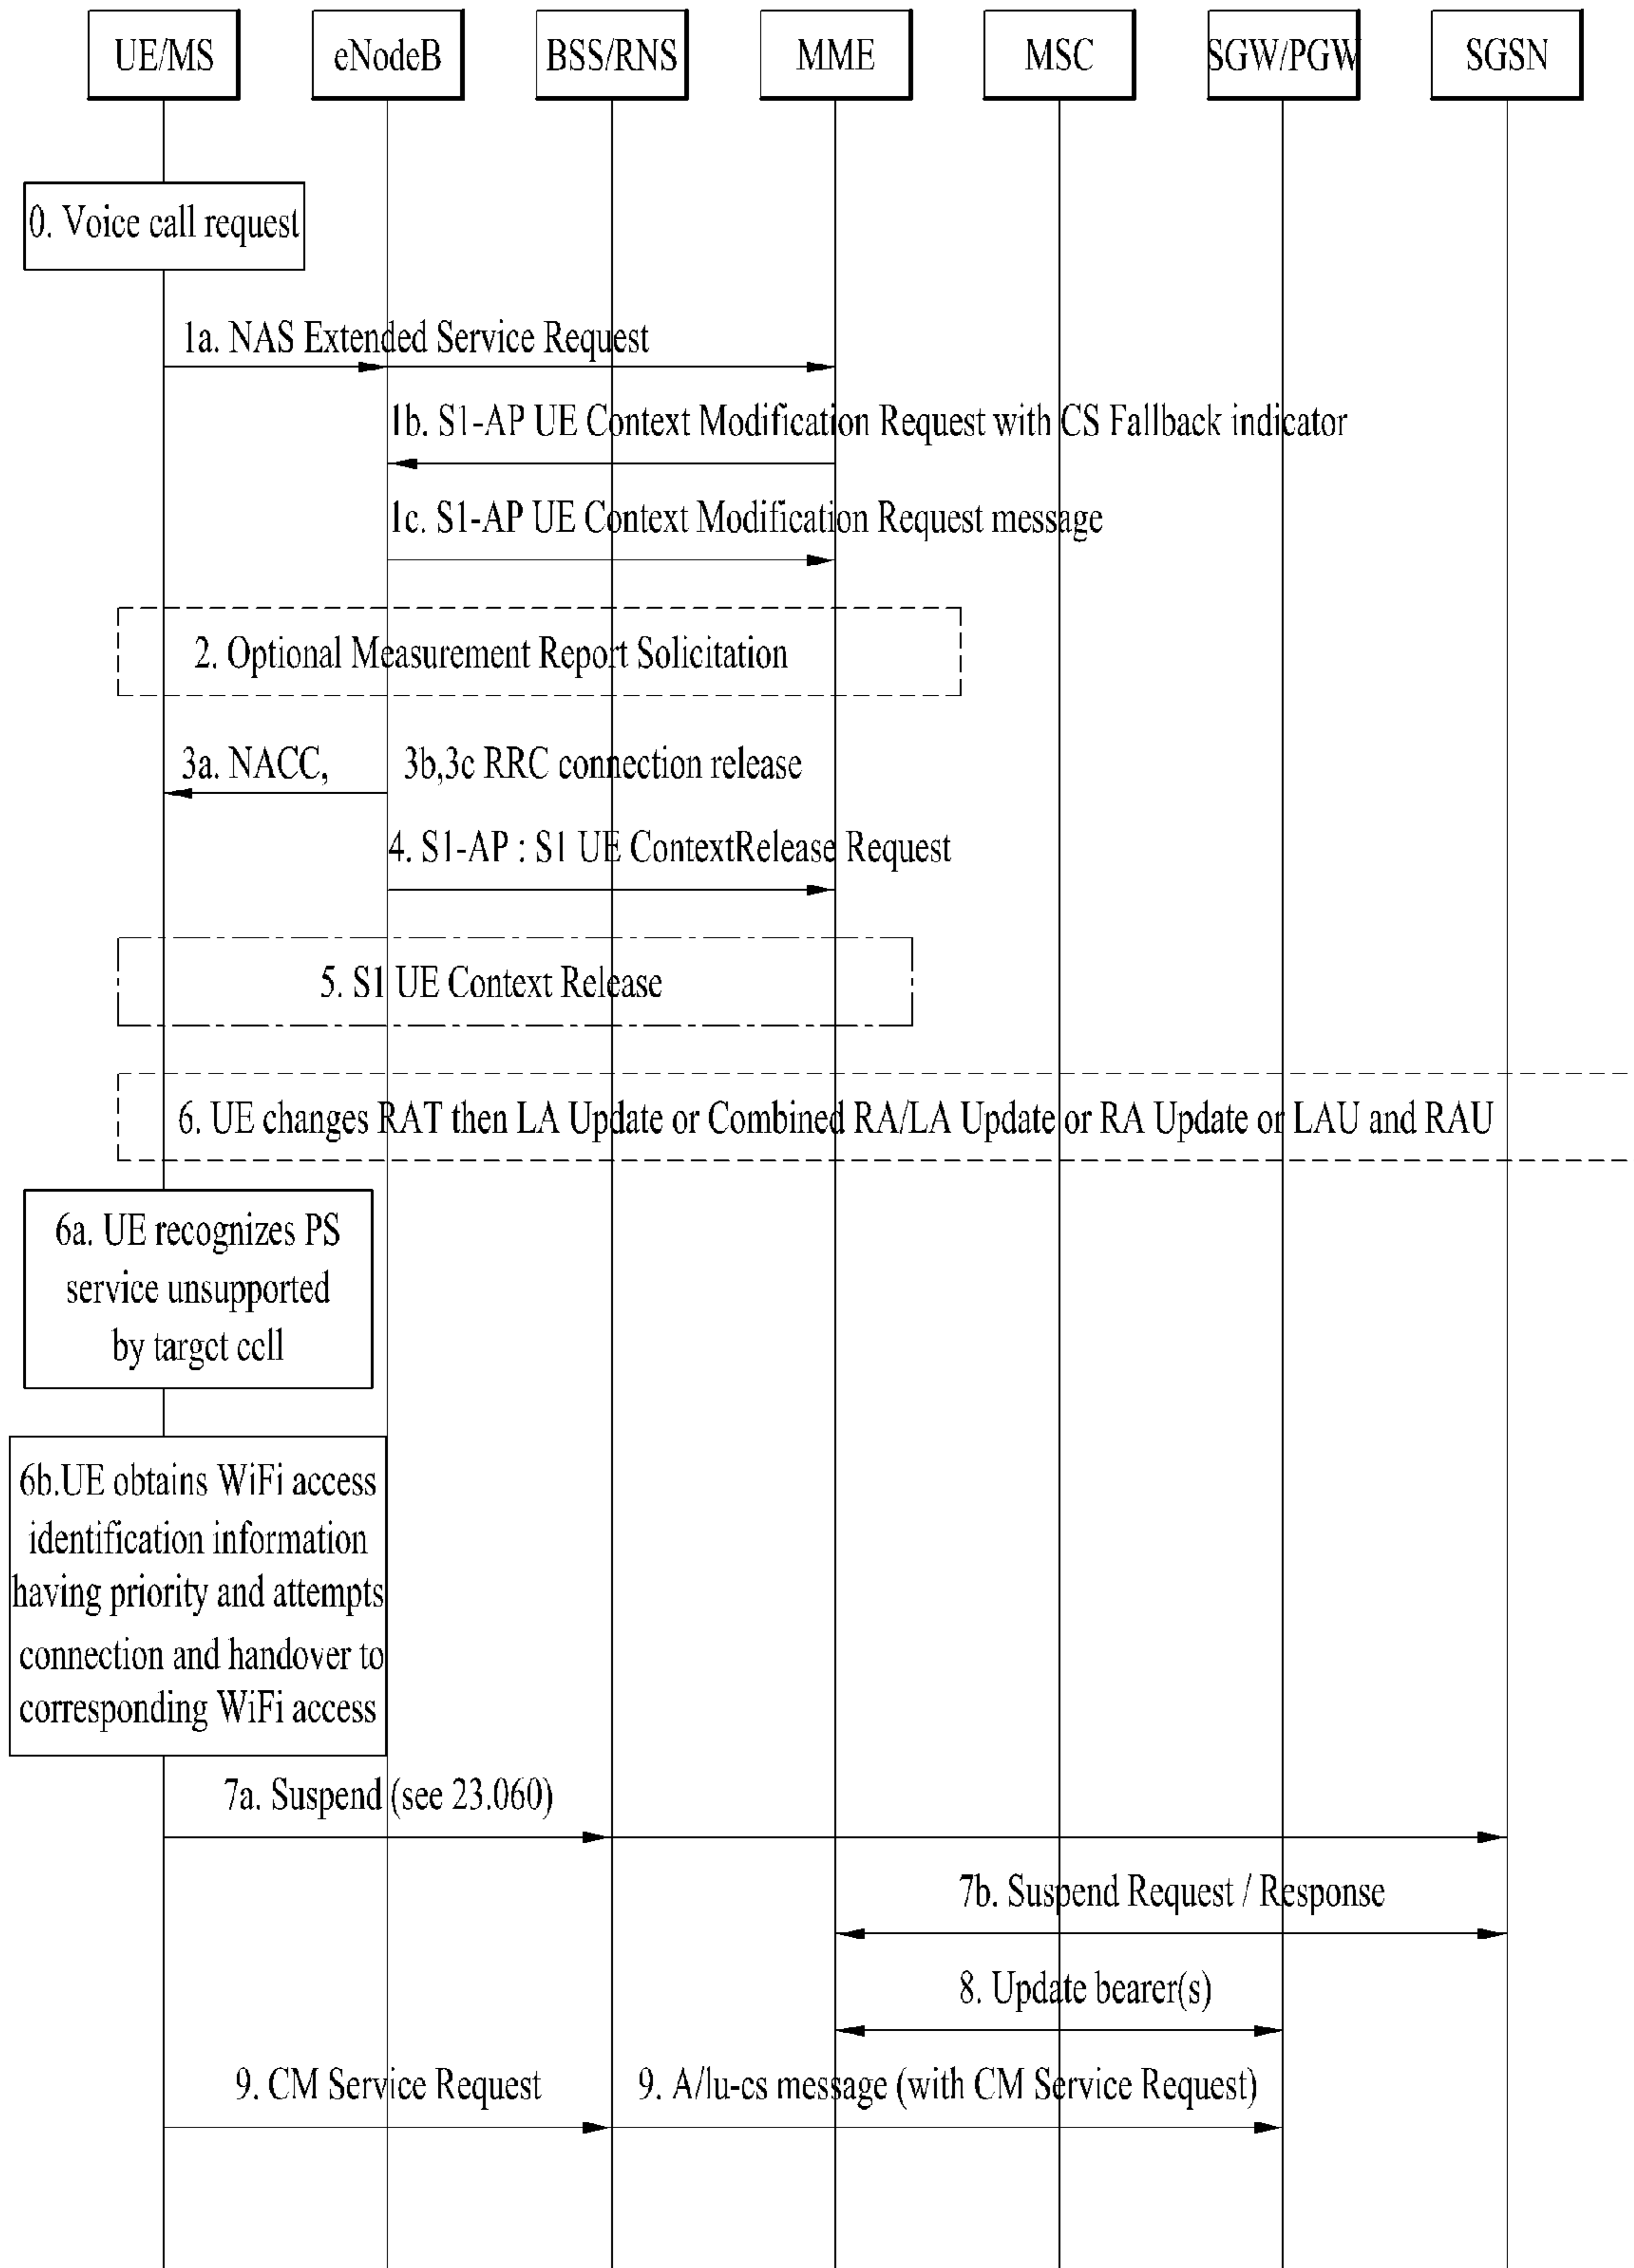 UE/MS
eNodeB
BSS/RNS
MME
MSC
SGW/PGW
SGSN
0. Voice call request
1a. NAS Extended Service Request
1b. S1-AP UE Context Modification Request with CS Fallback indicator
1c. S1-AP UE Context Modification Request message
2. Optional Measurement Report Solicitation
3a. NACC,
3b,3c RRC connection release
4. S1-AP : S1 UE ContextRelease Request
5. S1 UE Context Release
6. UE changes RAT then LA Update or Combined RA/LA Update or RA Update or LAU and RAU
6a. UE recognizes PS
service unsupported
by target cell
6b.UE obtains WiFi access
identification information
having priority and attempts
connection and handover to
corresponding WiFi access
7a. Suspend (see 23.060)
7b. Suspend Request / Response
8. Update bearer(s)
9. CM Service Request
9. A/lu-cs message (with CM Service Request)